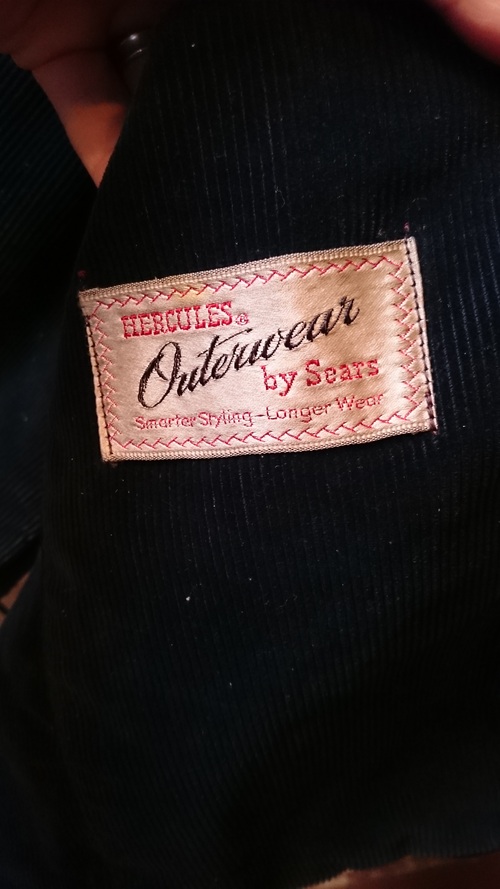 HERCULES®
Outerwear
by Sears
Smarter Styling-Longer Wear